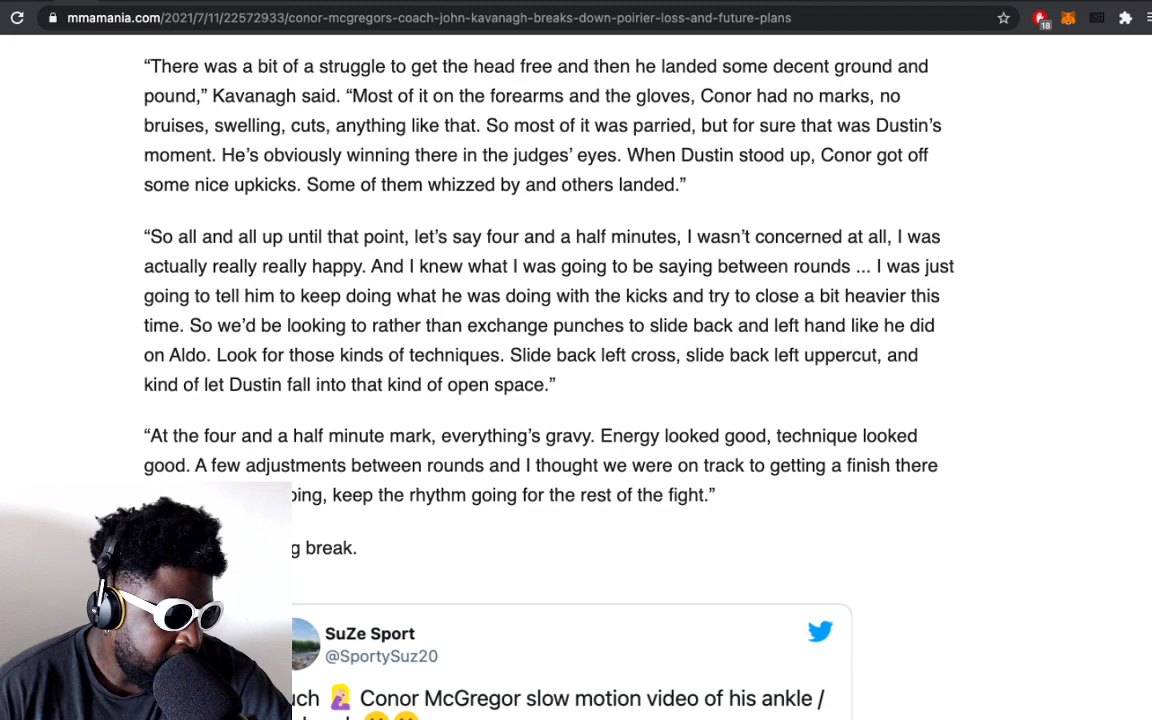 mmamania.com/2021/7/11/22572933/conor-mcgregors-coach-john-kavanagh-breaks-down-poirier-loss-and-future-plans
18
“There was a bit of a struggle to get the head free and then he landed some decent ground and
pound,” Kavanagh said. “Most of it on the forearms and the gloves, Conor had no marks, no
bruises, swelling, cuts, anything like that. So most of it was parried, but for sure that was Dustin’s
moment. He’s obviously winning there in the judges’ eyes. When Dustin stood up, Conor got off
some nice upkicks. Some of them whizzed by and others landed.”
“So all and all up until that point, let’s say four and a half minutes, I wasn’t concerned at all, I was
actually really really happy. And I knew what I was going to be saying between rounds ... I was just
going to tell him to keep doing what he was doing with the kicks and try to close a bit heavier this
time. So we’d be looking to rather than exchange punches to slide back and left hand like he did
on Aldo. Look for those kinds of techniques. Slide back left cross, slide back left uppercut, and
kind of let Dustin fall into that kind of open space.”
“At the four and a half minute mark, everything’s gravy. Energy looked good, technique looked
good. A few adjustments between rounds and I thought we were on track to getting a finish there
oing, keep the rhythm going for the rest of the fight.”
g break.
SuZe Sport
@SportySuz20
uch 🤦🏼‍♀️ Conor McGregor slow motion video of his ankle /